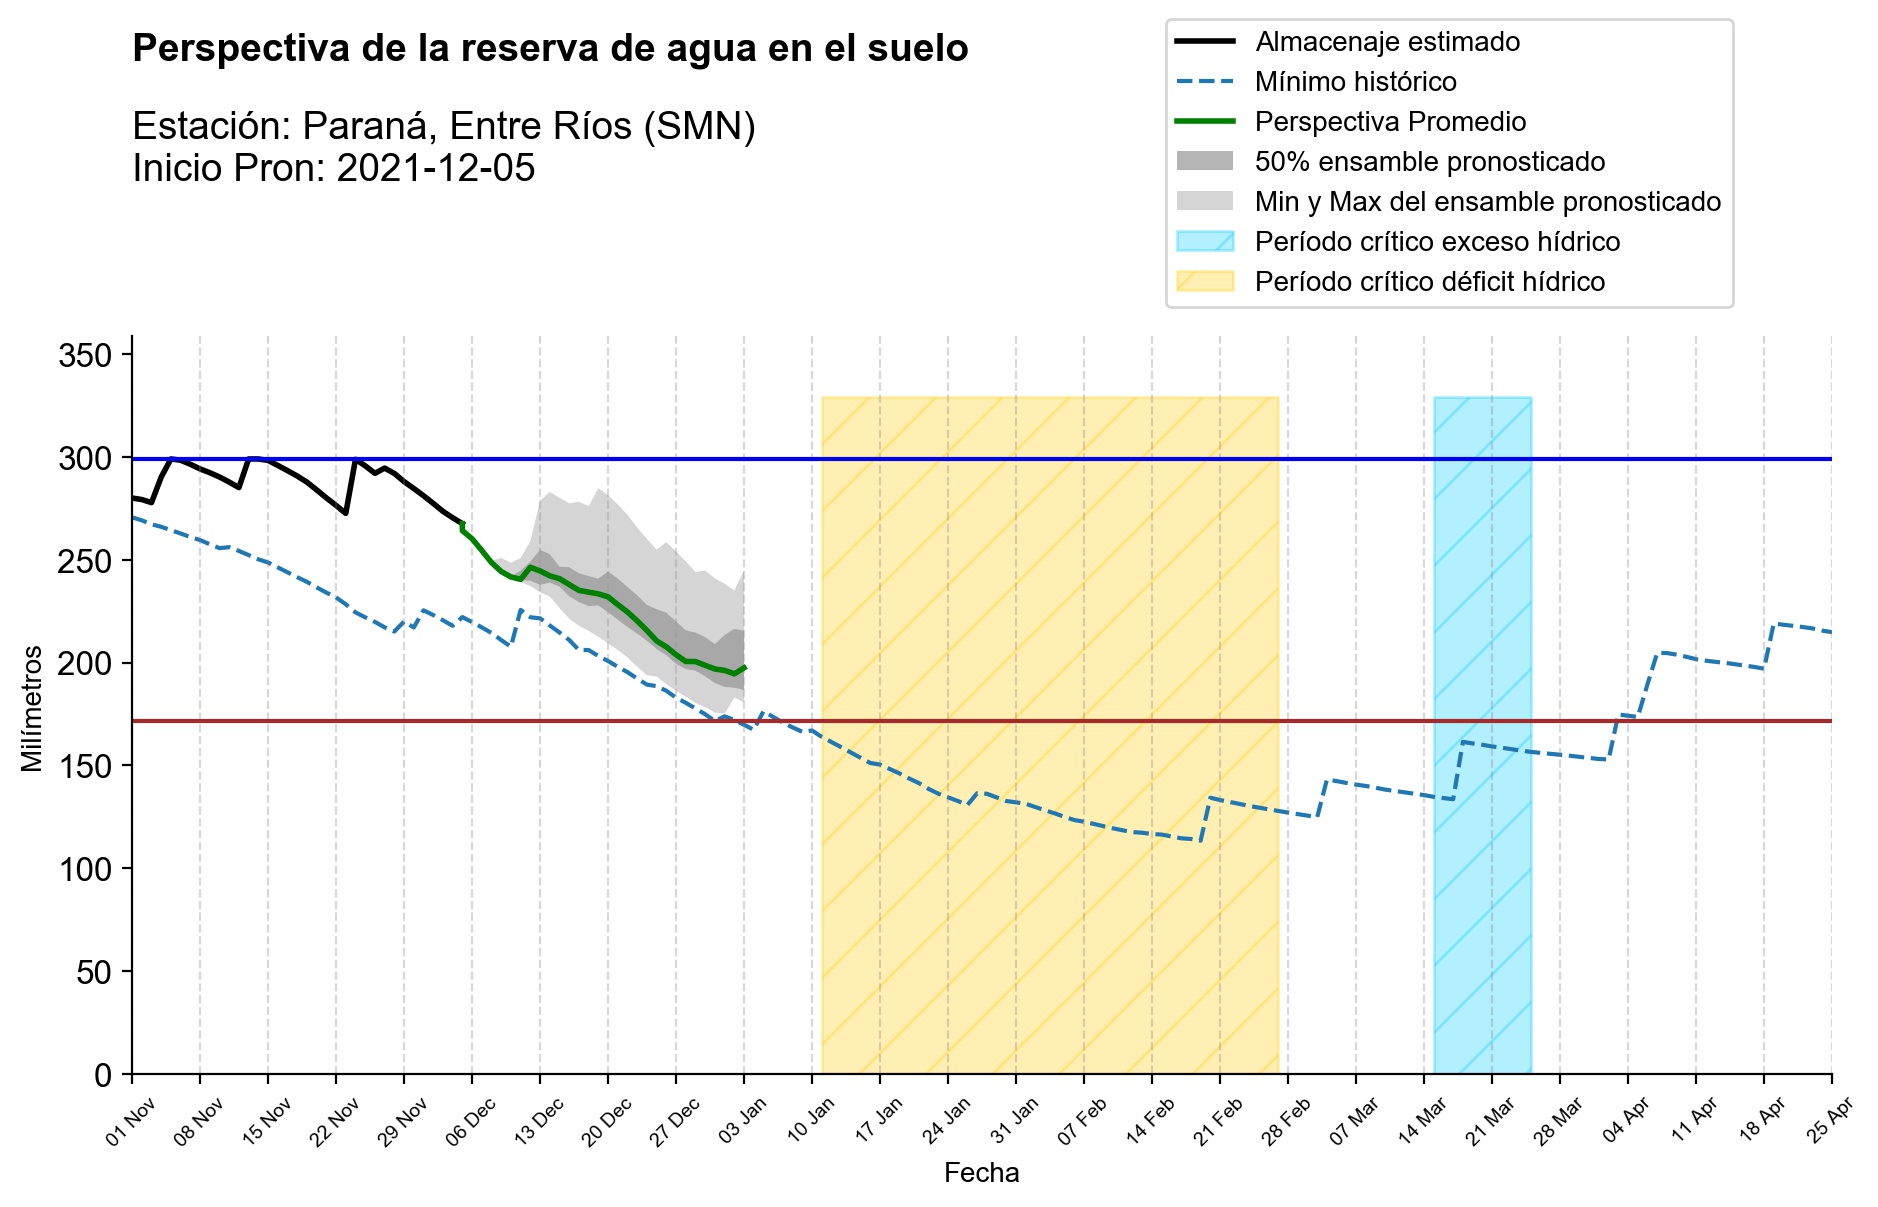 Perspectiva de la reserva de agua en el suelo
Estación: Paraná, Entre Ríos (SMN)
Inicio Pron: 2021-12-05
Almacenaje estimado
Mínimo histórico
Perspectiva Promedio
50% ensamble pronosticado
Min y Max del ensamble pronosticado
Período crítico exceso hídrico
Período crítico déficit hídrico
350
300
250
200
150
100
50
0
Milímetros
01 Nov
08 Nov
15 Nov
22 Nov
29 Nov
06 Dec
13 Dec
20 Dec
27 Dec
03 Jan
10 Jan
17 Jan
24 Jan
31 Jan
07 Feb
14 Feb
21 Feb
28 Feb
07 Mar
14 Mar
21 Mar
28 Mar
04 Apr
11 Apr
18 Apr
25 Apr
Fecha